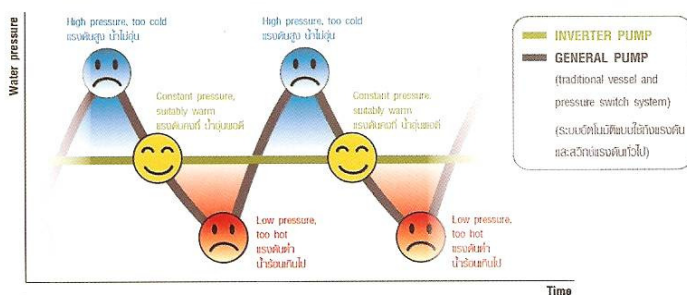 Water pressure
High pressure, too cold
แรงดันสูง น้ำไม่อุ่น
Constant pressure,
suitably warm
แรงดันคงที่ น้ำอุ่นพอดี
Low pressure,
too hot
แรงดันต่ำ
น้ำร้อนเกินไป
High pressure, too cold
แรงดันสูง น้ำไม่อุ่น
Constant pressure,
suitably warm
แรงดันคงที่ น้ำอุ่นพอดี
Low pressure,
too hot
แรงดันต่ำ
น้ำร้อนเกินไป
Time
INVERTER PUMP
GENERAL PUMP
(traditional vessel and
pressure switch system)
(ระบบอัตโนมัติแบบใช้ถังแรงดัน
และสวิทช์แรงดันทั่วไป)